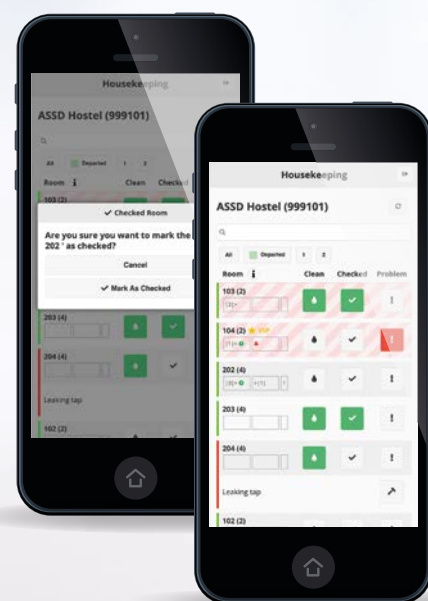 Housekeeping
ASSD Hostel (999101)
All Departed 1 2
Room i Clean Checked
103 (2)
✓ Checked Room
Are you sure you want to mark the
202 ' as checked?
Cancel
✓ Mark As Checked
203 (4)
204 (4)
Leaking tap
102 (2)
Housekeeping
ASSD Hostel (999101)
All Departed 1 2
Room i Clean Checked Problem
103 (2)
104 (2) VIP
202 (4)
203 (4)
204 (4)
Leaking tap
102 (2)